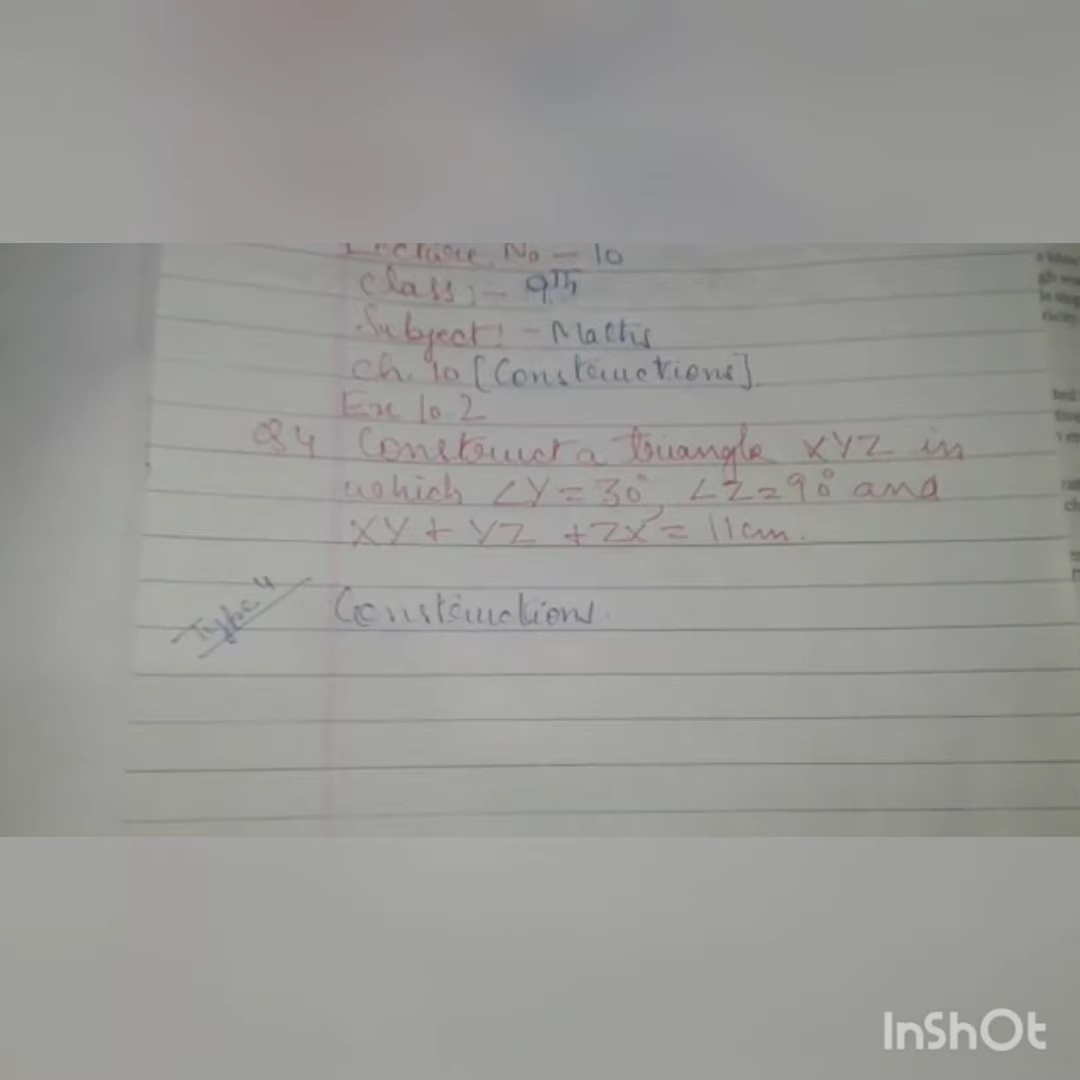 Lecture No - 10
Class :- 9Th
Subject :- Maths
Ch. 10 [Constructions].
Ex 10.2
Q4 Construct a triangle XYZ in
which ∠Y = 30°, ∠Z = 90° and
XY + YZ + ZX = 11cm.
Type 4
Constructions.
InShOt